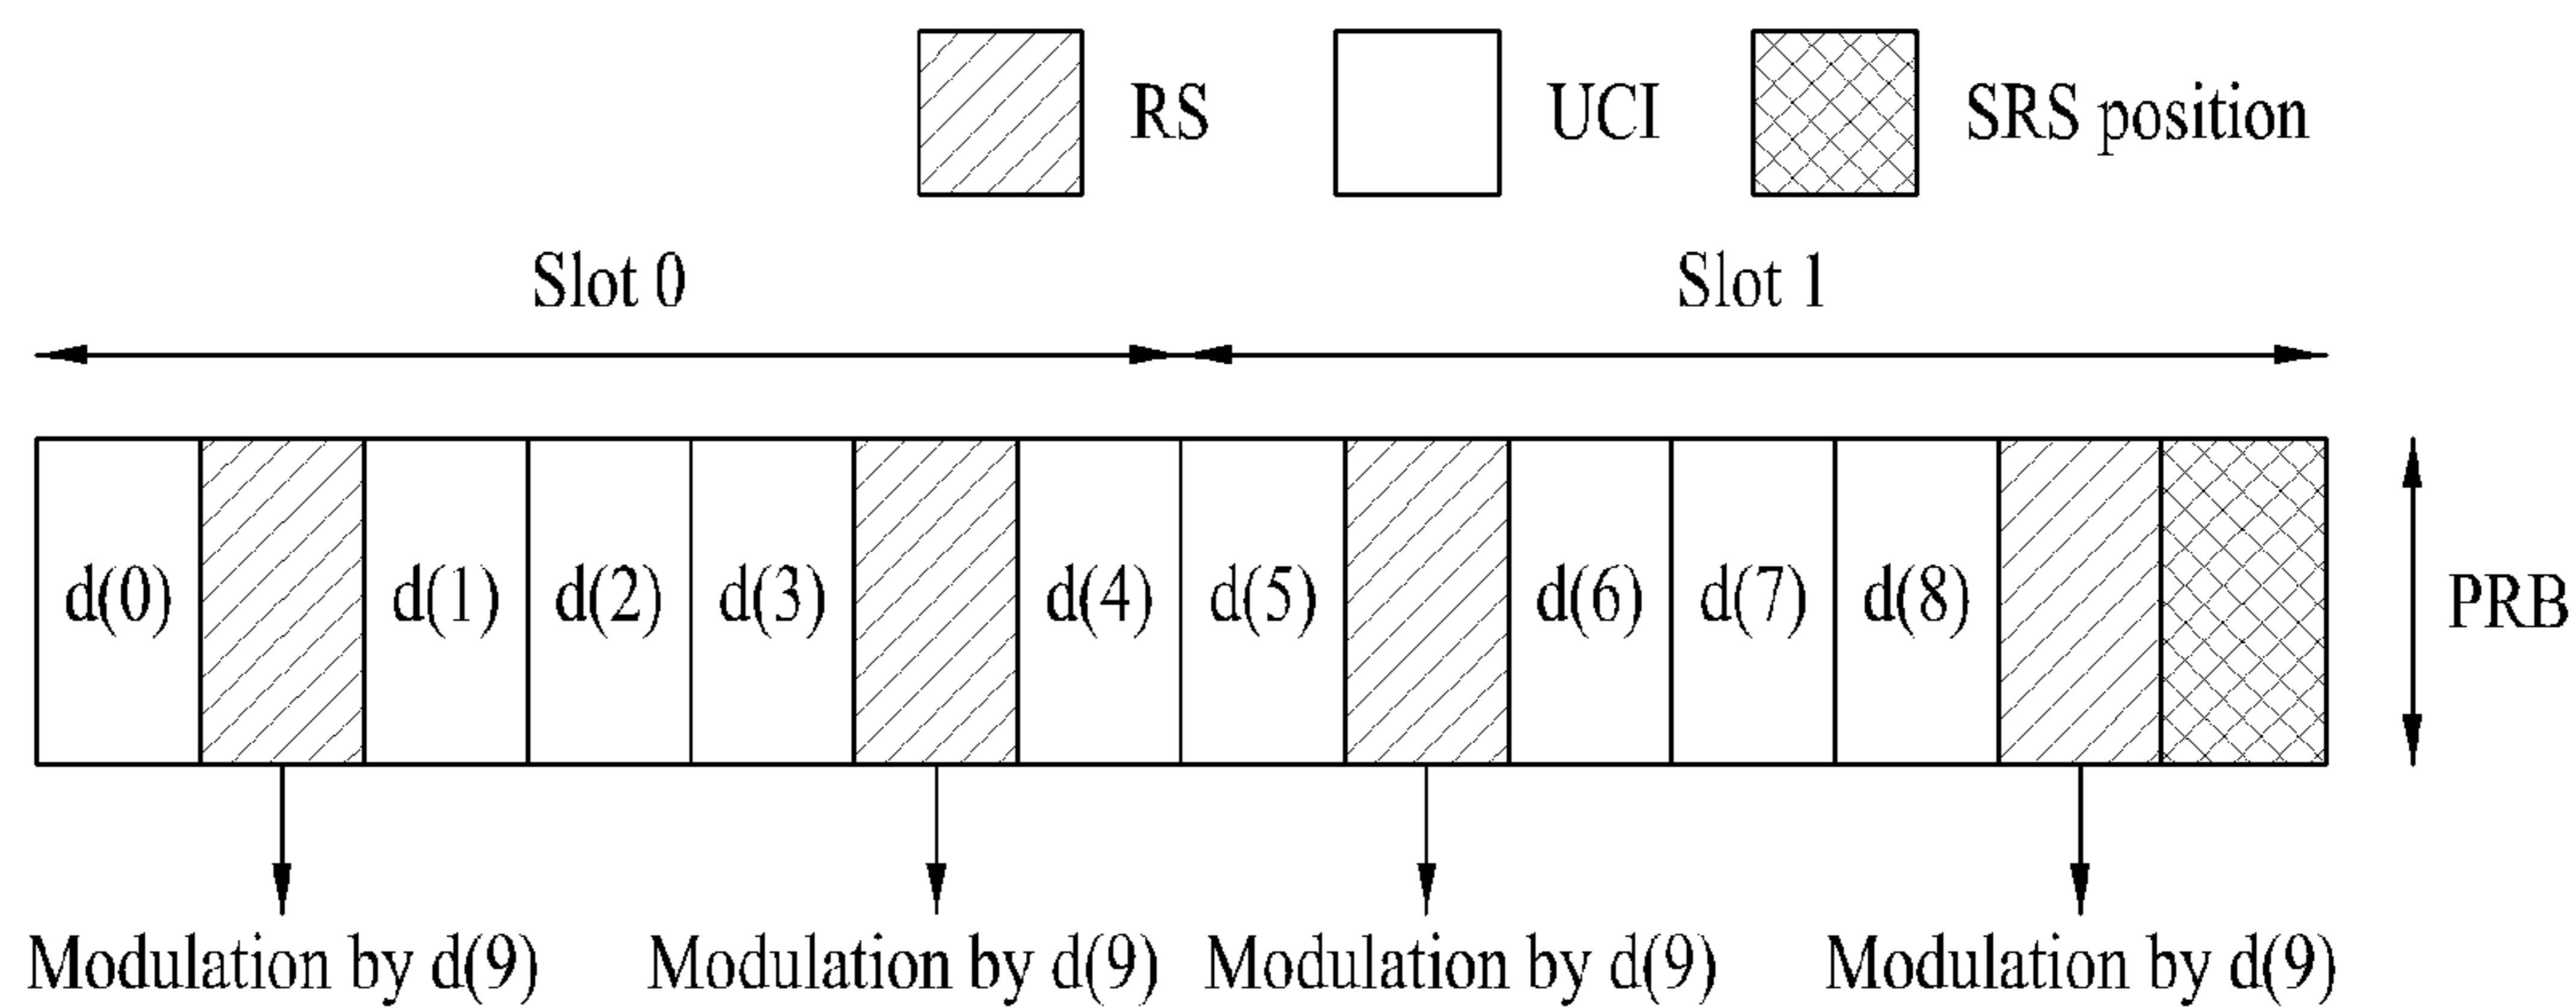 RS UCI SRS position
Slot 0 Slot 1
d(0) d(1) d(2) d(3) d(4) d(5) d(6) d(7) d(8) PRB
Modulation by d(9) Modulation by d(9) Modulation by d(9) Modulation by d(9)